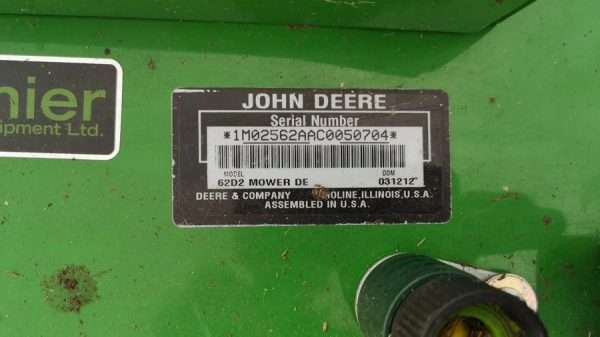 nier
quipment Ltd.
JOHN DEERE
Serial Number
*1M02562AAC0050704*
MODEL DOM
62D2 MOWER DE 031212
DEERE & COMPANY OLINE, ILLINOIS, U.S.A.
ASSEMBLED IN U.S.A.